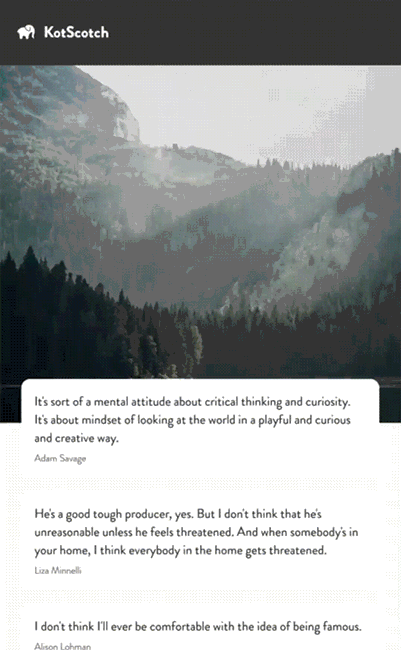 KotScotch
It's sort of a mental attitude about critical thinking and curiosity.
It's about mindset of looking at the world in a playful and curious
and creative way.
Adam Savage
He's a good tough producer, yes. But I don't think that he's
unreasonable unless he feels threatened. And when somebody's in
your home, I think everybody in the home gets threatened.
Liza Minnelli
I don't think I'll ever be comfortable with the idea of being famous.
Alison Lohman